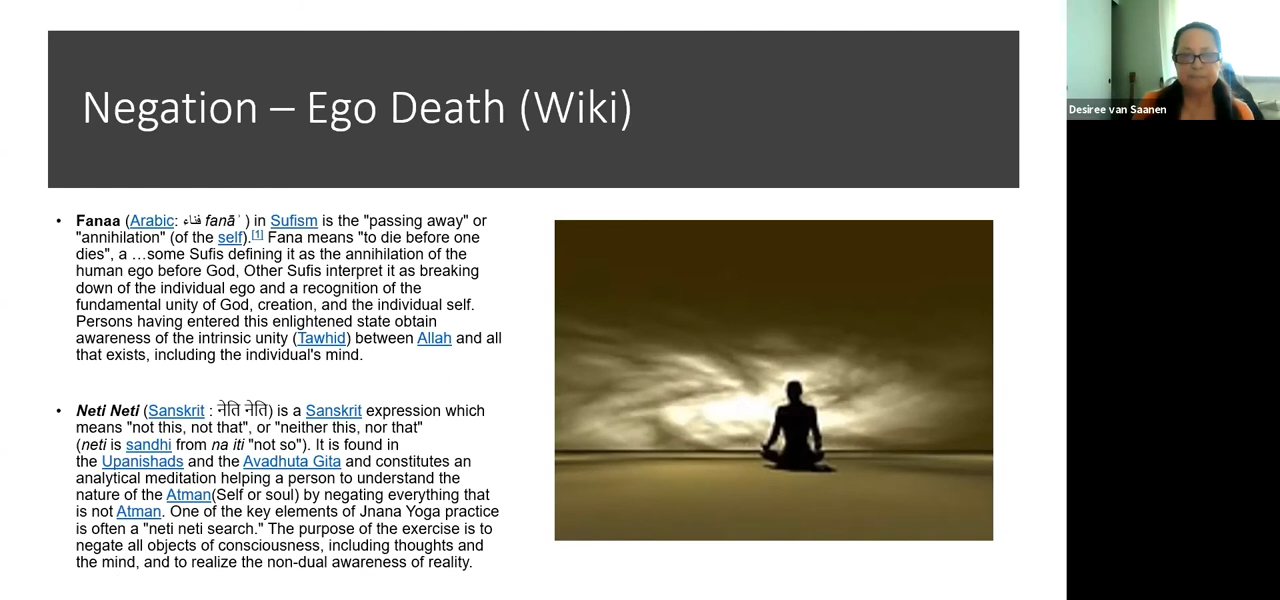 Negation – Ego Death (Wiki)
• Fanaa (Arabic: فناء fanāʾ ) in Sufism is the "passing away" or
"annihilation" (of the self).[1] Fana means "to die before one
dies", a …some Sufis defining it as the annihilation of the
human ego before God, Other Sufis interpret it as breaking
down of the individual ego and a recognition of the
fundamental unity of God, creation, and the individual self.
Persons having entered this enlightened state obtain
awareness of the intrinsic unity (Tawhid) between Allah and all
that exists, including the individual's mind.
• Neti Neti (Sanskrit : नेति नेति) is a Sanskrit expression which
means "not this, not that", or "neither this, nor that"
(neti is sandhi from na iti "not so"). It is found in
the Upanishads and the Avadhuta Gita and constitutes an
analytical meditation helping a person to understand the
nature of the Atman(Self or soul) by negating everything that
is not Atman. One of the key elements of Jnana Yoga practice
is often a "neti neti search." The purpose of the exercise is to
negate all objects of consciousness, including thoughts and
the mind, and to realize the non-dual awareness of reality.
Desiree van Saanen